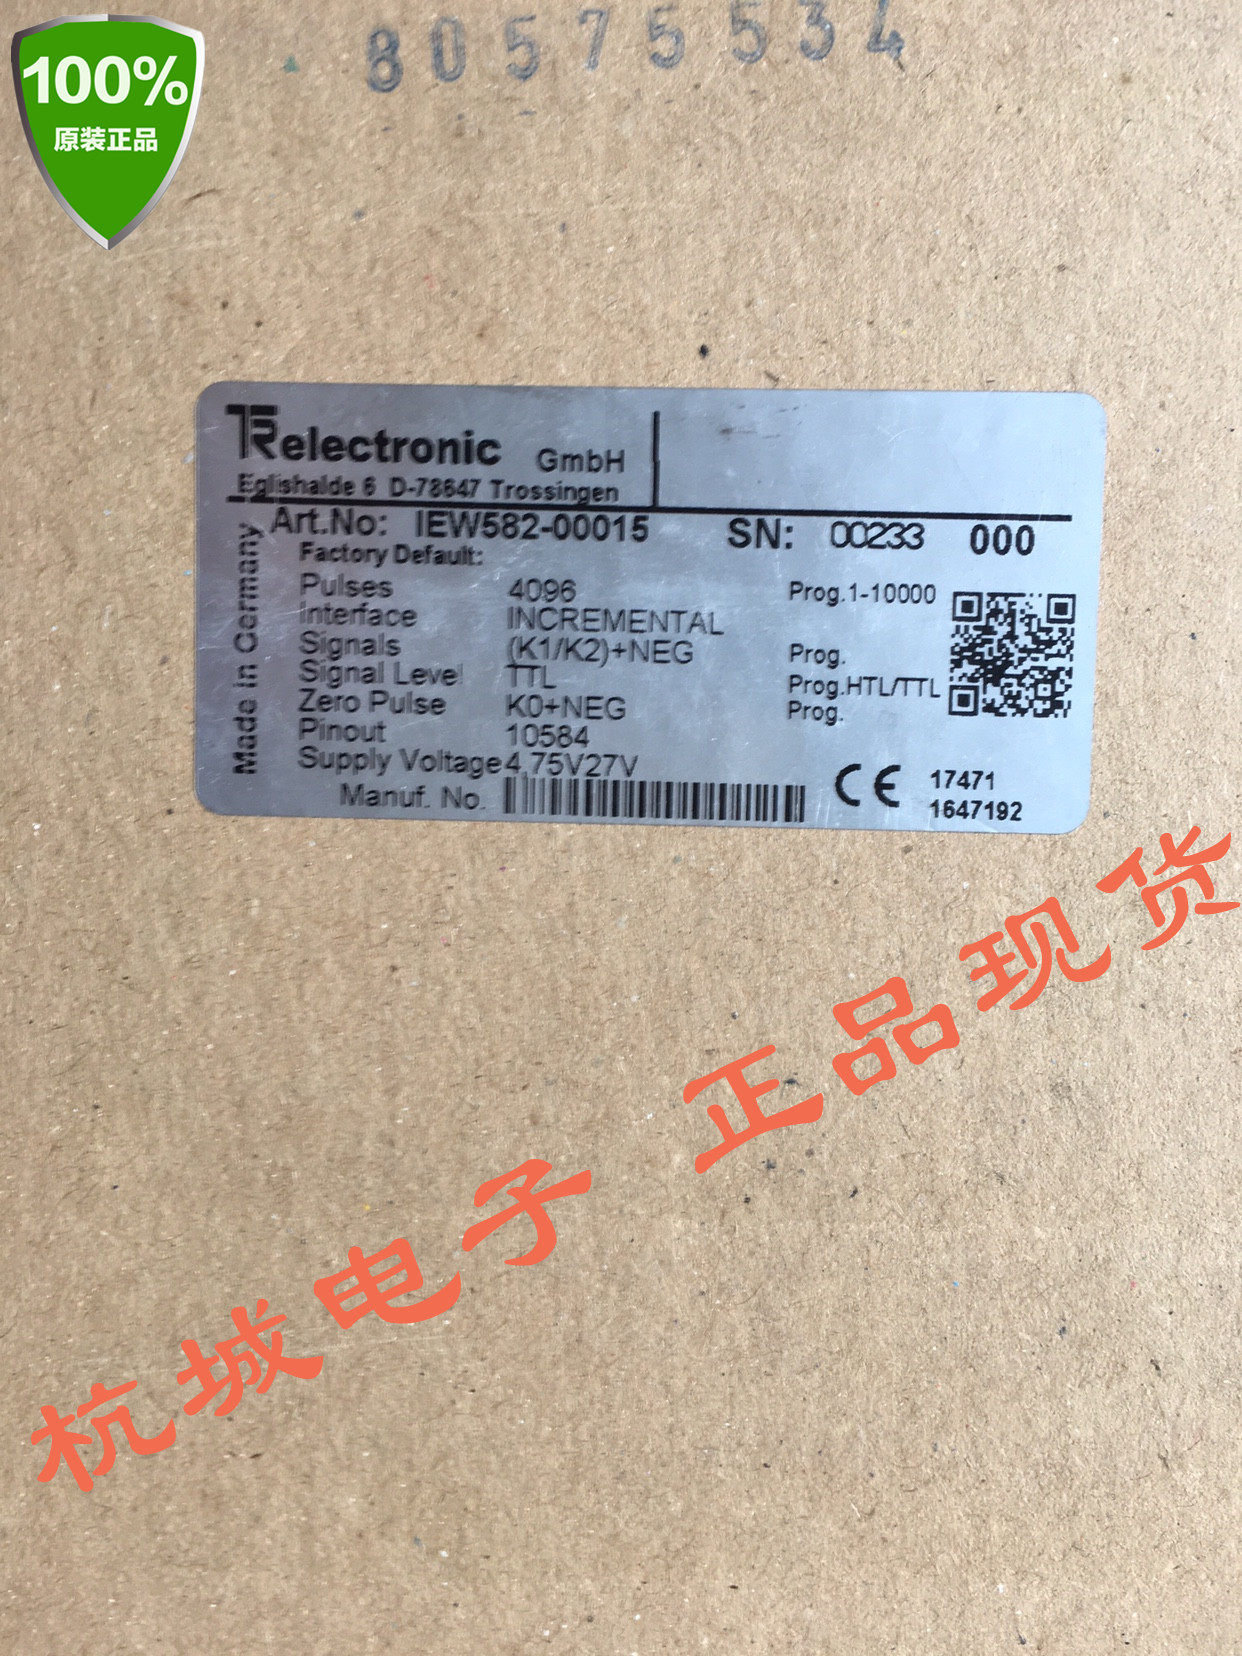 80575534
100%
原装正品
TRelectronic GmbH
Eglishalde 6 D-78647 Trossingen
Made in Germany
Art.No: IEW582-00015 SN: 00233 000
Factory Default:
Pulses 4096 Prog.1-10000
Interface INCREMENTAL
Signals (K1/K2)+NEG Prog.
Signal Level TTL Prog.HTL/TTL
Zero Pulse K0+NEG Prog.
Pinout 10584
Supply Voltage 4,75V27V
Manuf. No. CE 17471
1647192
杭城电子 正品现货